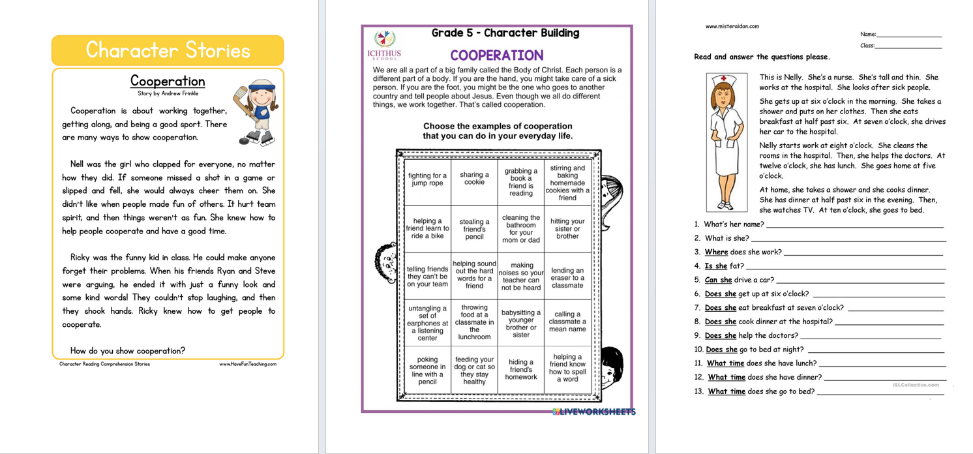 Character Stories
Cooperation
Story by Andrew Frinkle
Cooperation is about working together,
getting along, and being a good sport. There
are many ways to show cooperation.
Nell was the girl who clapped for everyone, no matter
how they did. If someone missed a shot in a game or
slipped and fell, she would always cheer them on. She
didn't like when people made fun of others. It hurt team
spirit, and then things weren't as fun. She knew how to
help people cooperate and have a good time.
Ricky was the funny kid in class. He could make anyone
forget their problems. When his friends Ryan and Steve
were arguing, he ended it with just a funny look and
some kind words! They couldn't stop laughing, and then
they shook hands. Ricky knew how to get people to
cooperate.
How do you show cooperation?
Character Reading Comprehension Stories
www.HaveFunTeaching.com
Grade 5 - Character Building
ICHTHUS
SCHOOL
COOPERATION
We are all a part of a big family called the Body of Christ. Each person is a
different part of a body. If you are the hand, you might take care of a sick
person. If you are the foot, you might be the one who goes to another
country and tell people about Jesus. Even though we all do different
things, we work together. That's called cooperation.
Choose the examples of cooperation
that you can do in your everyday life.
fighting for a
jump rope
sharing a
cookie
grabbing a
book a
friend is
reading
stirring and
baking
homemade
cookies with a
friend
helping a
friend learn to
ride a bike
stealing a
friend's
pencil
cleaning the
bathroom
for your
mom or dad
hitting your
sister or
brother
telling friends
they can't be
on your team
helping sound
out the hard
words for a
friend
making
noises so your
teacher can
not be heard
lending an
eraser to a
classmate
untangling a
set of
earphones at
a listening
center
throwing
food at a
classmate in
the
lunchroom
babysitting a
younger
brother or
sister
calling a
classmate a
mean name
poking
someone in
line with a
pencil
feeding your
dog or cat so
they stay
healthy
hiding a
friend's
homework
helping a
friend know
how to spell
a word
LIVEWORKSHEETS
www.misteraidan.com
Name:
Class:
Read and answer the questions please.
This is Nelly. She's a nurse. She's tall and thin. She
works at the hospital. She looks after sick people.
She gets up at six o'clock in the morning. She takes a
shower and puts on her clothes. Then she eats
breakfast at half past six. At seven o'clock, she drives
her car to the hospital.
Nelly starts work at eight o'clock. She cleans the
rooms in the hospital. Then, she helps the doctors. At
twelve o'clock, she has lunch. She goes home at five
o'clock.
At home, she takes a shower and she cooks dinner.
She has dinner at half past six in the evening. Then,
she watches TV. At ten o'clock, she goes to bed.
1. What's her name?
2. What is she?
3. Where does she work?
4. Is she fat?
5. Can she drive a car?
6. Does she get up at six o'clock?
7. Does she eat breakfast at seven o'clock?
8. Does she cook dinner at the hospital?
9. Does she help the doctors?
10. Does she go to bed at night?
11. What time does she have lunch?
12. What time does she have dinner?
13. What time does she go to bed?
iSLCollective.com